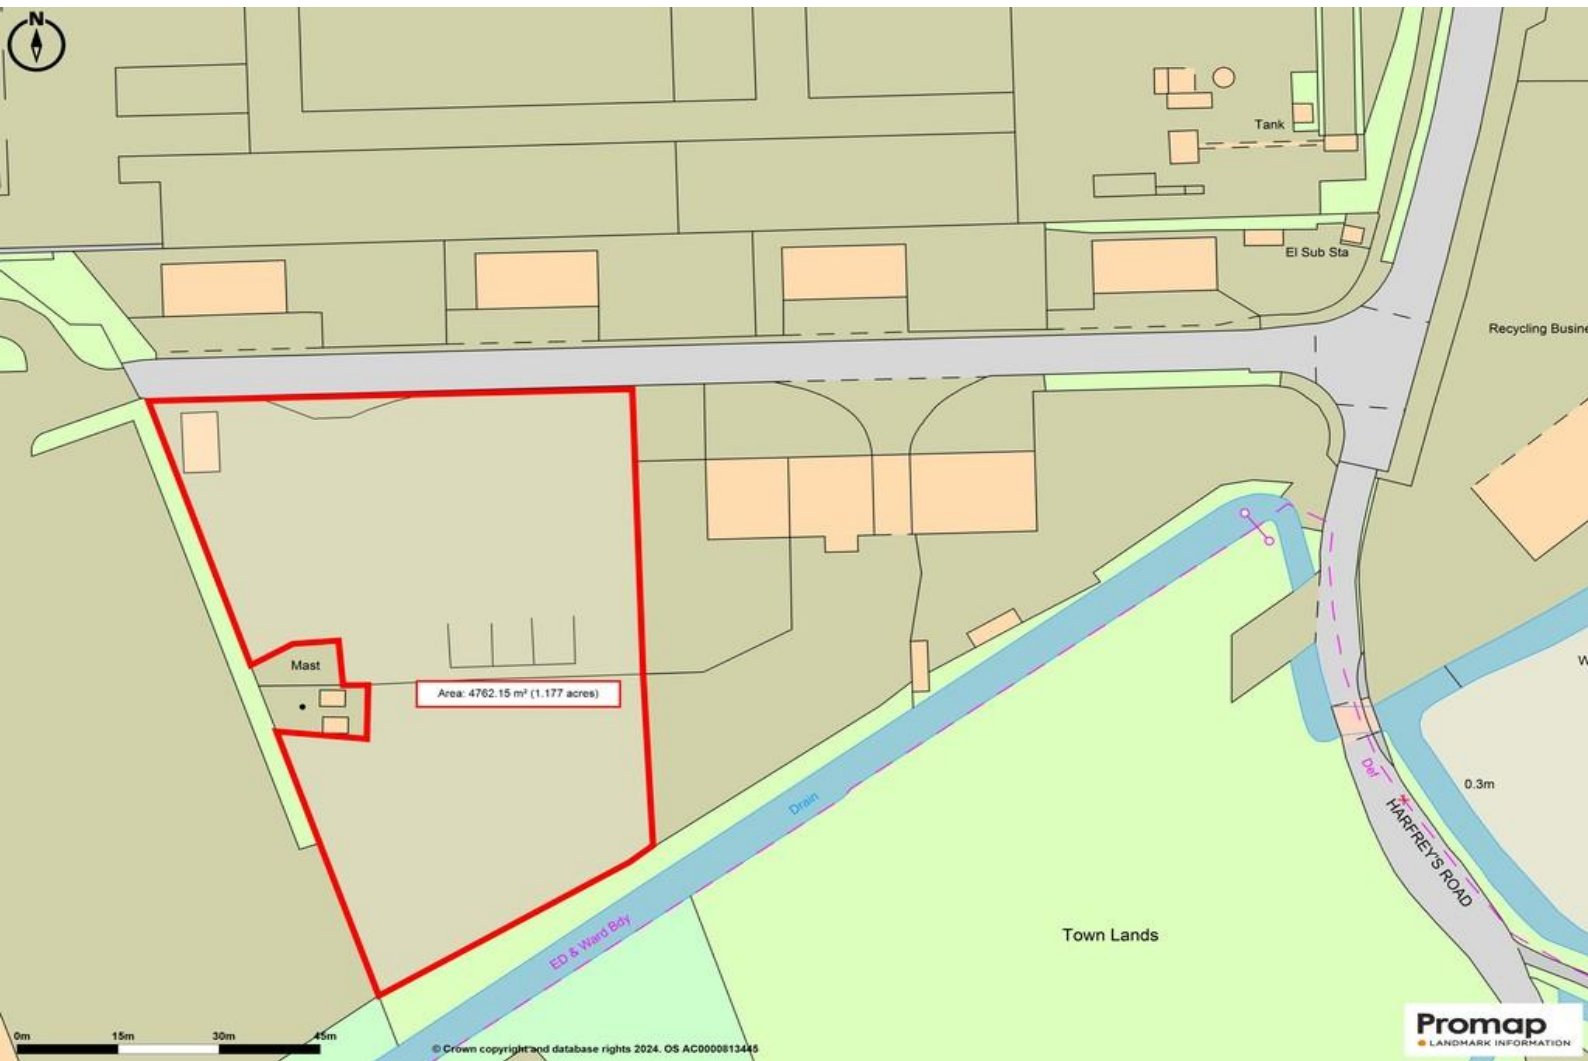 N
Tank
El Sub Sta
Recycling Busine
Mast
Area: 4762.15 m² (1.177 acres)
Drain
Def
0.3m
HARFREY'S ROAD
ED & Ward Bdy
Town Lands
0m 15m 30m 45m
© Crown copyright and database rights 2024. OS AC0000813445
Promap
LANDMARK INFORMATION